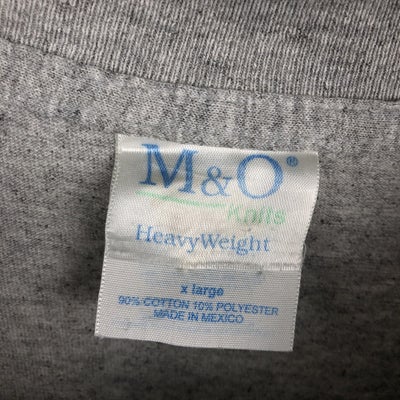 M&O®
Knits
HeavyWeight
x large
90% COTTON 10% POLYESTER
MADE IN MEXICO